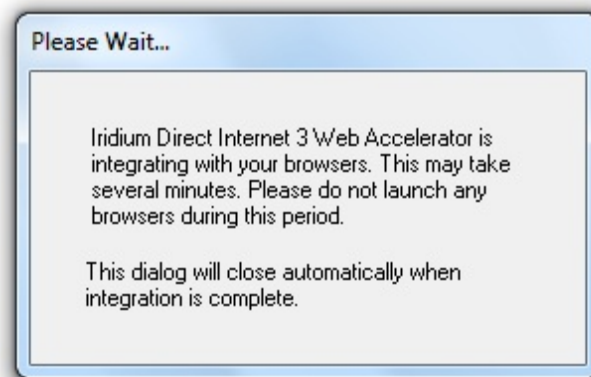 Please Wait...
Iridium Direct Internet 3 Web Accelerator is
integrating with your browsers. This may take
several minutes. Please do not launch any
browsers during this period.
This dialog will close automatically when
integration is complete.